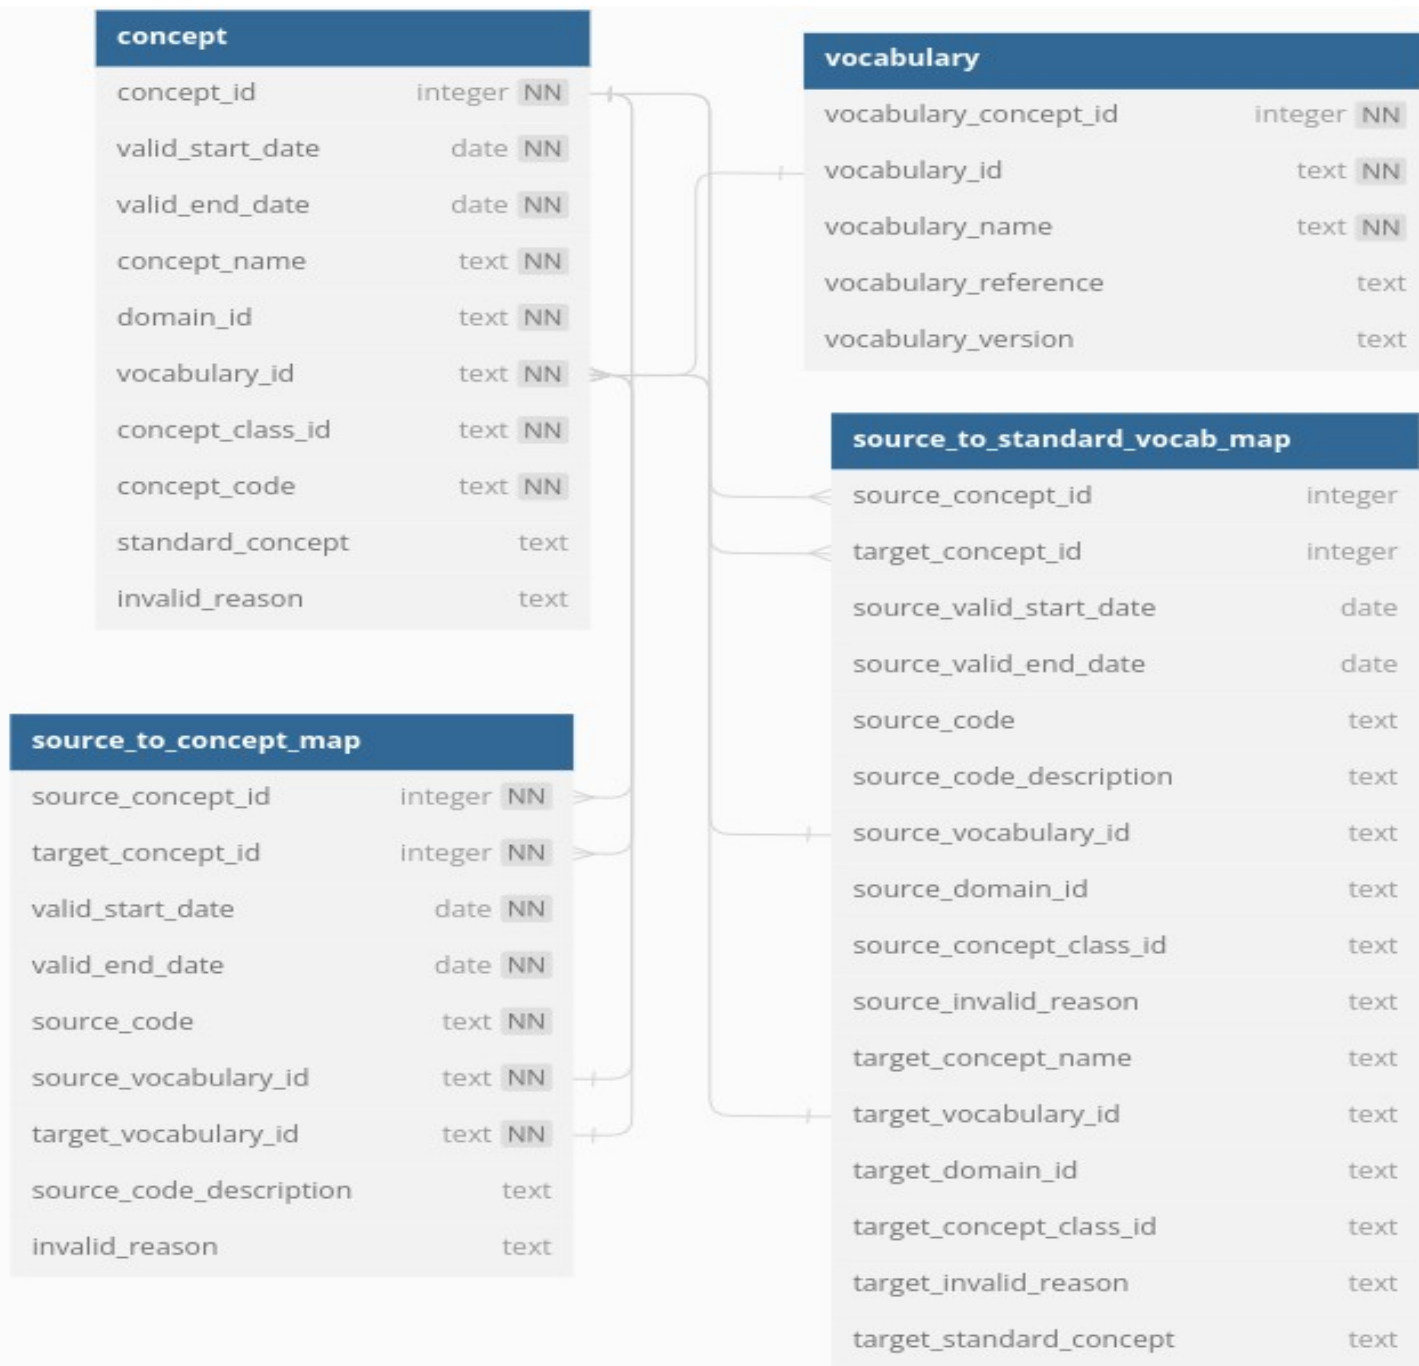 concept
concept_id integer NN
valid_start_date date NN
valid_end_date date NN
concept_name text NN
domain_id text NN
vocabulary_id text NN
concept_class_id text NN
concept_code text NN
standard_concept text
invalid_reason text
vocabulary
vocabulary_concept_id integer NN
vocabulary_id text NN
vocabulary_name text NN
vocabulary_reference text
vocabulary_version text
source_to_concept_map
source_concept_id integer NN
target_concept_id integer NN
valid_start_date date NN
valid_end_date date NN
source_code text NN
source_vocabulary_id text NN
target_vocabulary_id text NN
source_code_description text
invalid_reason text
source_to_standard_vocab_map
source_concept_id integer
target_concept_id integer
source_valid_start_date date
source_valid_end_date date
source_code text
source_code_description text
source_vocabulary_id text
source_domain_id text
source_concept_class_id text
source_invalid_reason text
target_concept_name text
target_vocabulary_id text
target_domain_id text
target_concept_class_id text
target_invalid_reason text
target_standard_concept text